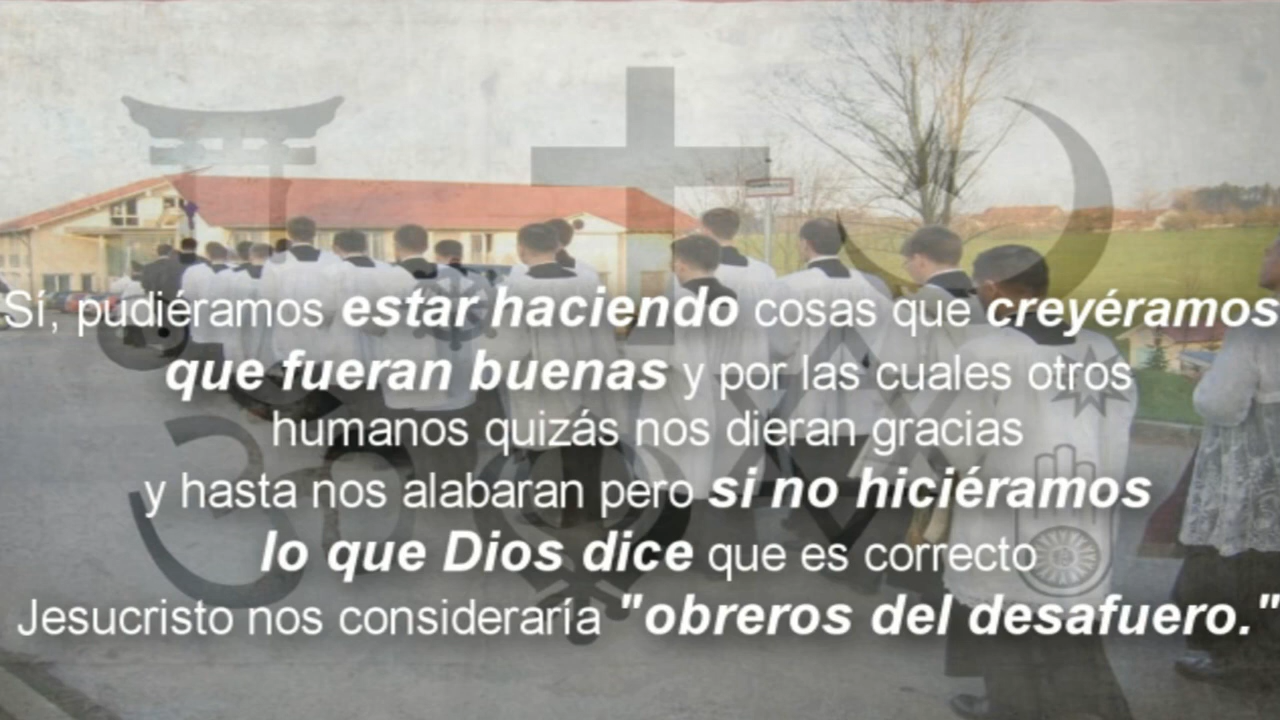 Sí, pudiéramos estar haciendo cosas que creyéramos
que fueran buenas y por las cuales otros
humanos quizás nos dieran gracias
y hasta nos alabaran pero si no hiciéramos
lo que Dios dice que es correcto
Jesucristo nos consideraría "obreros del desafuero."